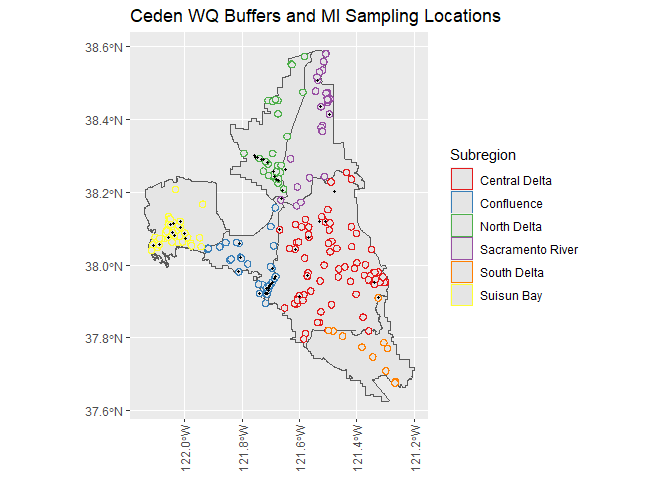 Ceden WQ Buffers and MI Sampling Locations
38.6°N
38.4°N
38.2°N
38.0°N
37.8°N
37.6°N
122.0°W
121.8°W
121.6°W
121.4°W
121.2°W
Subregion
Central Delta
Confluence
North Delta
Sacramento River
South Delta
Suisun Bay